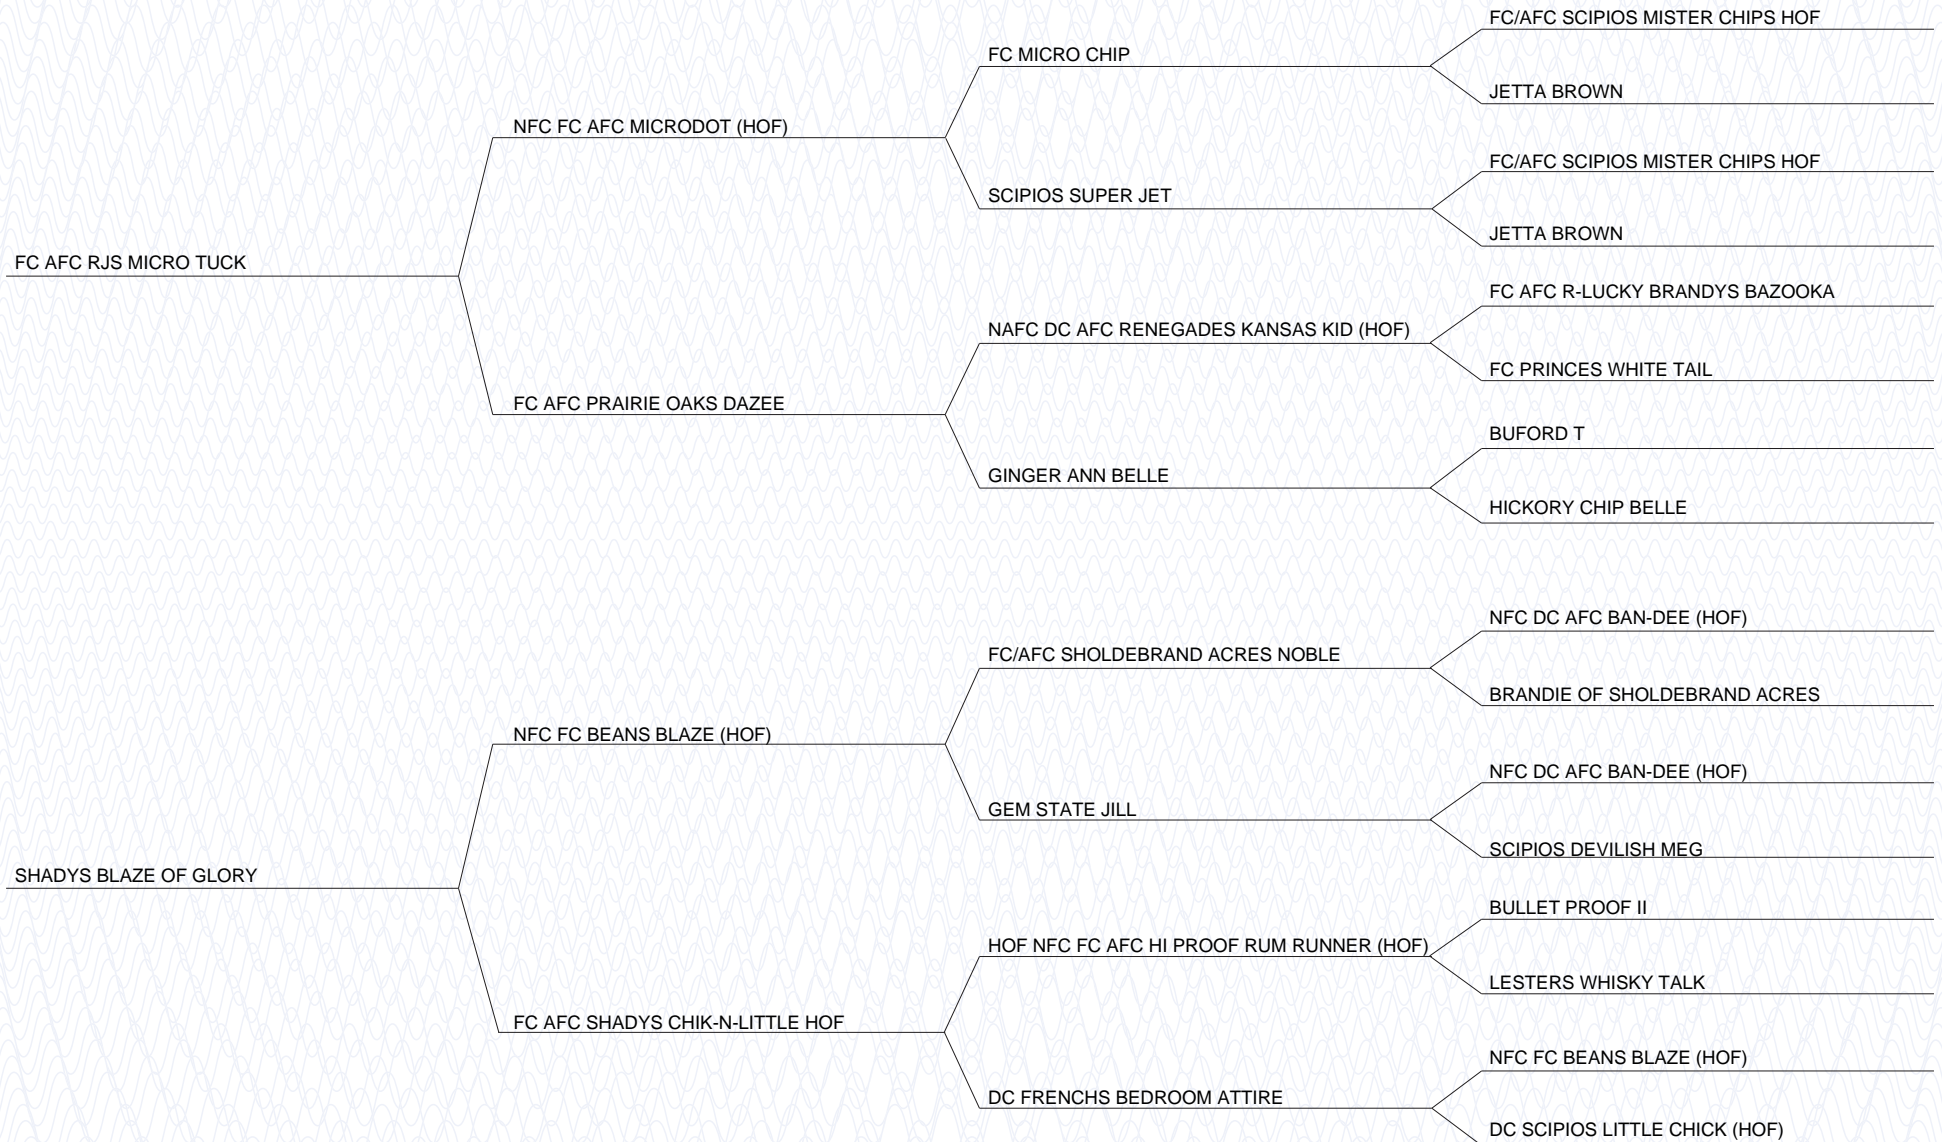 FC/AFC SCIPIOS MISTER CHIPS HOF
FC MICRO CHIP
JETTA BROWN
NFC FC AFC MICRODOT (HOF)
FC/AFC SCIPIOS MISTER CHIPS HOF
SCIPIOS SUPER JET
JETTA BROWN
FC AFC RJS MICRO TUCK
FC AFC R-LUCKY BRANDYS BAZOOKA
NAFC DC AFC RENEGADES KANSAS KID (HOF)
FC PRINCES WHITE TAIL
FC AFC PRAIRIE OAKS DAZEE
BUFORD T
GINGER ANN BELLE
HICKORY CHIP BELLE
NFC DC AFC BAN-DEE (HOF)
FC/AFC SHOLDEBRAND ACRES NOBLE
BRANDIE OF SHOLDEBRAND ACRES
NFC FC BEANS BLAZE (HOF)
NFC DC AFC BAN-DEE (HOF)
GEM STATE JILL
SCIPIOS DEVILISH MEG
SHADYS BLAZE OF GLORY
BULLET PROOF II
HOF NFC FC AFC HI PROOF RUM RUNNER (HOF)
LESTERS WHISKY TALK
FC AFC SHADYS CHIK-N-LITTLE HOF
NFC FC BEANS BLAZE (HOF)
DC FRENCHS BEDROOM ATTIRE
DC SCIPIOS LITTLE CHICK (HOF)